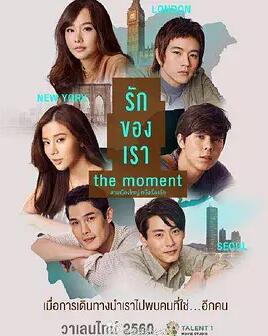 LONDON
NEW YORK
รัก
ของ
เรา
the moment
SEOUL
เมื่อการเดินทางนำเราไปพบคนที่ใช่...อีกคน
วาเลนไทน์ 2560
TALENT 1
MOVIE STUDIO